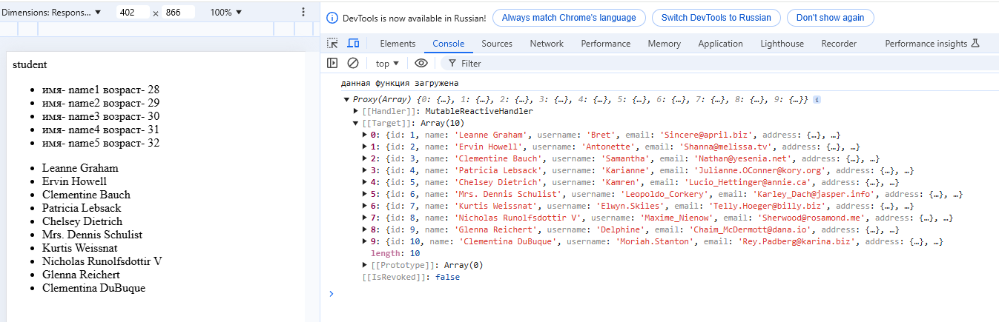 Dimensions: Respons... ▼ 402 × 866 100% ▼
DevTools is now available in Russian! Always match Chrome's language Switch DevTools to Russian Don't show again
Elements Console Sources Network Performance Memory Application Lighthouse Recorder Performance insights
top ▼ Filter
student
• имя- name1 возраст- 28
• имя- name2 возраст- 29
• имя- name3 возраст- 30
• имя- name4 возраст- 31
• имя- name5 возраст- 32
• Leanne Graham
• Ervin Howell
• Clementine Bauch
• Patricia Lebsack
• Chelsey Dietrich
• Mrs. Dennis Schulist
• Kurtis Weissnat
• Nicholas Runolfsdottir V
• Glenna Reichert
• Clementina DuBuque
данная функция загружена
▼ Proxy(Array) {0: {…}, 1: {…}, 2: {…}, 3: {…}, 4: {…}, 5: {…}, 6: {…}, 7: {…}, 8: {…}, 9: {…}} i
▶ [[Handler]]: MutableReactiveHandler
▼ [[Target]]: Array(10)
▶ 0: {id: 1, name: 'Leanne Graham', username: 'Bret', email: 'Sincere@april.biz', address: {…}, …}
▶ 1: {id: 2, name: 'Ervin Howell', username: 'Antonette', email: 'Shanna@melissa.tv', address: {…}, …}
▶ 2: {id: 3, name: 'Clementine Bauch', username: 'Samantha', email: 'Nathan@yesenia.net', address: {…}, …}
▶ 3: {id: 4, name: 'Patricia Lebsack', username: 'Karianne', email: 'Julianne.OConner@kory.org', address: {…}, …}
▶ 4: {id: 5, name: 'Chelsey Dietrich', username: 'Kamren', email: 'Lucio_Hettinger@annie.ca', address: {…}, …}
▶ 5: {id: 6, name: 'Mrs. Dennis Schulist', username: 'Leopoldo_Corkery', email: 'Karley_Dach@jasper.info', address: {…}, …}
▶ 6: {id: 7, name: 'Kurtis Weissnat', username: 'Elwyn.Skiles', email: 'Telly.Hoeger@billy.biz', address: {…}, …}
▶ 7: {id: 8, name: 'Nicholas Runolfsdottir V', username: 'Maxime_Nienow', email: 'Sherwood@rosamond.me', address: {…}, …}
▶ 8: {id: 9, name: 'Glenna Reichert', username: 'Delphine', email: 'Chaim_McDermott@dana.io', address: {…}, …}
▶ 9: {id: 10, name: 'Clementina DuBuque', username: 'Moriah.Stanton', email: 'Rey.Padberg@karina.biz', address: {…}, …}
length: 10
▶ [[Prototype]]: Array(0)
[[IsRevoked]]: false